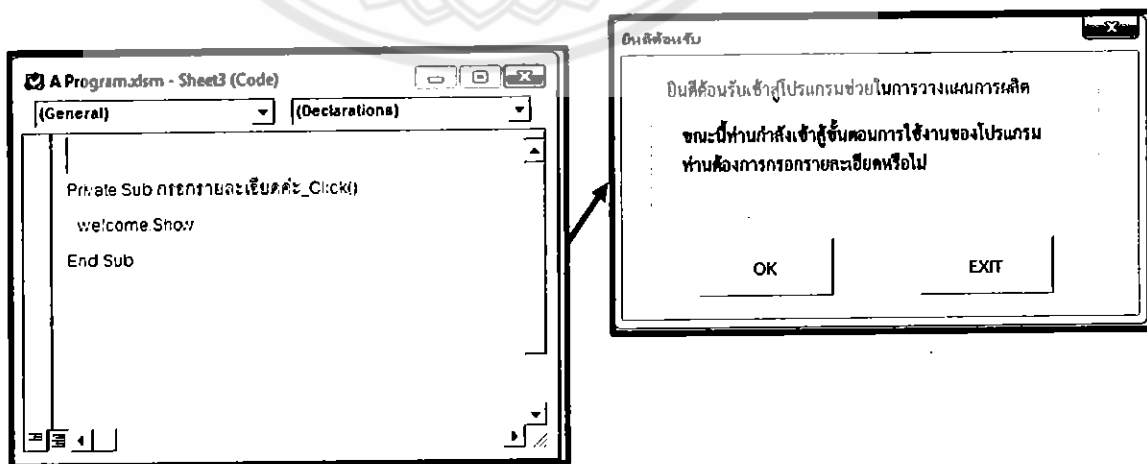 A Program.xlsm - Sheet3 (Code)
(General)
(Declarations)
Private Sub กรอกรายละเอียดค่ะ_Click()
welcome.Show
End Sub
ยินดีต้อนรับ
ยินดีต้อนรับเข้าสู่โปรแกรมช่วยในการวางแผนการผลิต
ขณะนี้ท่านกำลังเข้าสู่ขั้นตอนการใช้งานของโปรแกรม
ท่านต้องการกรอกรายละเอียดหรือไม่
OK
EXIT